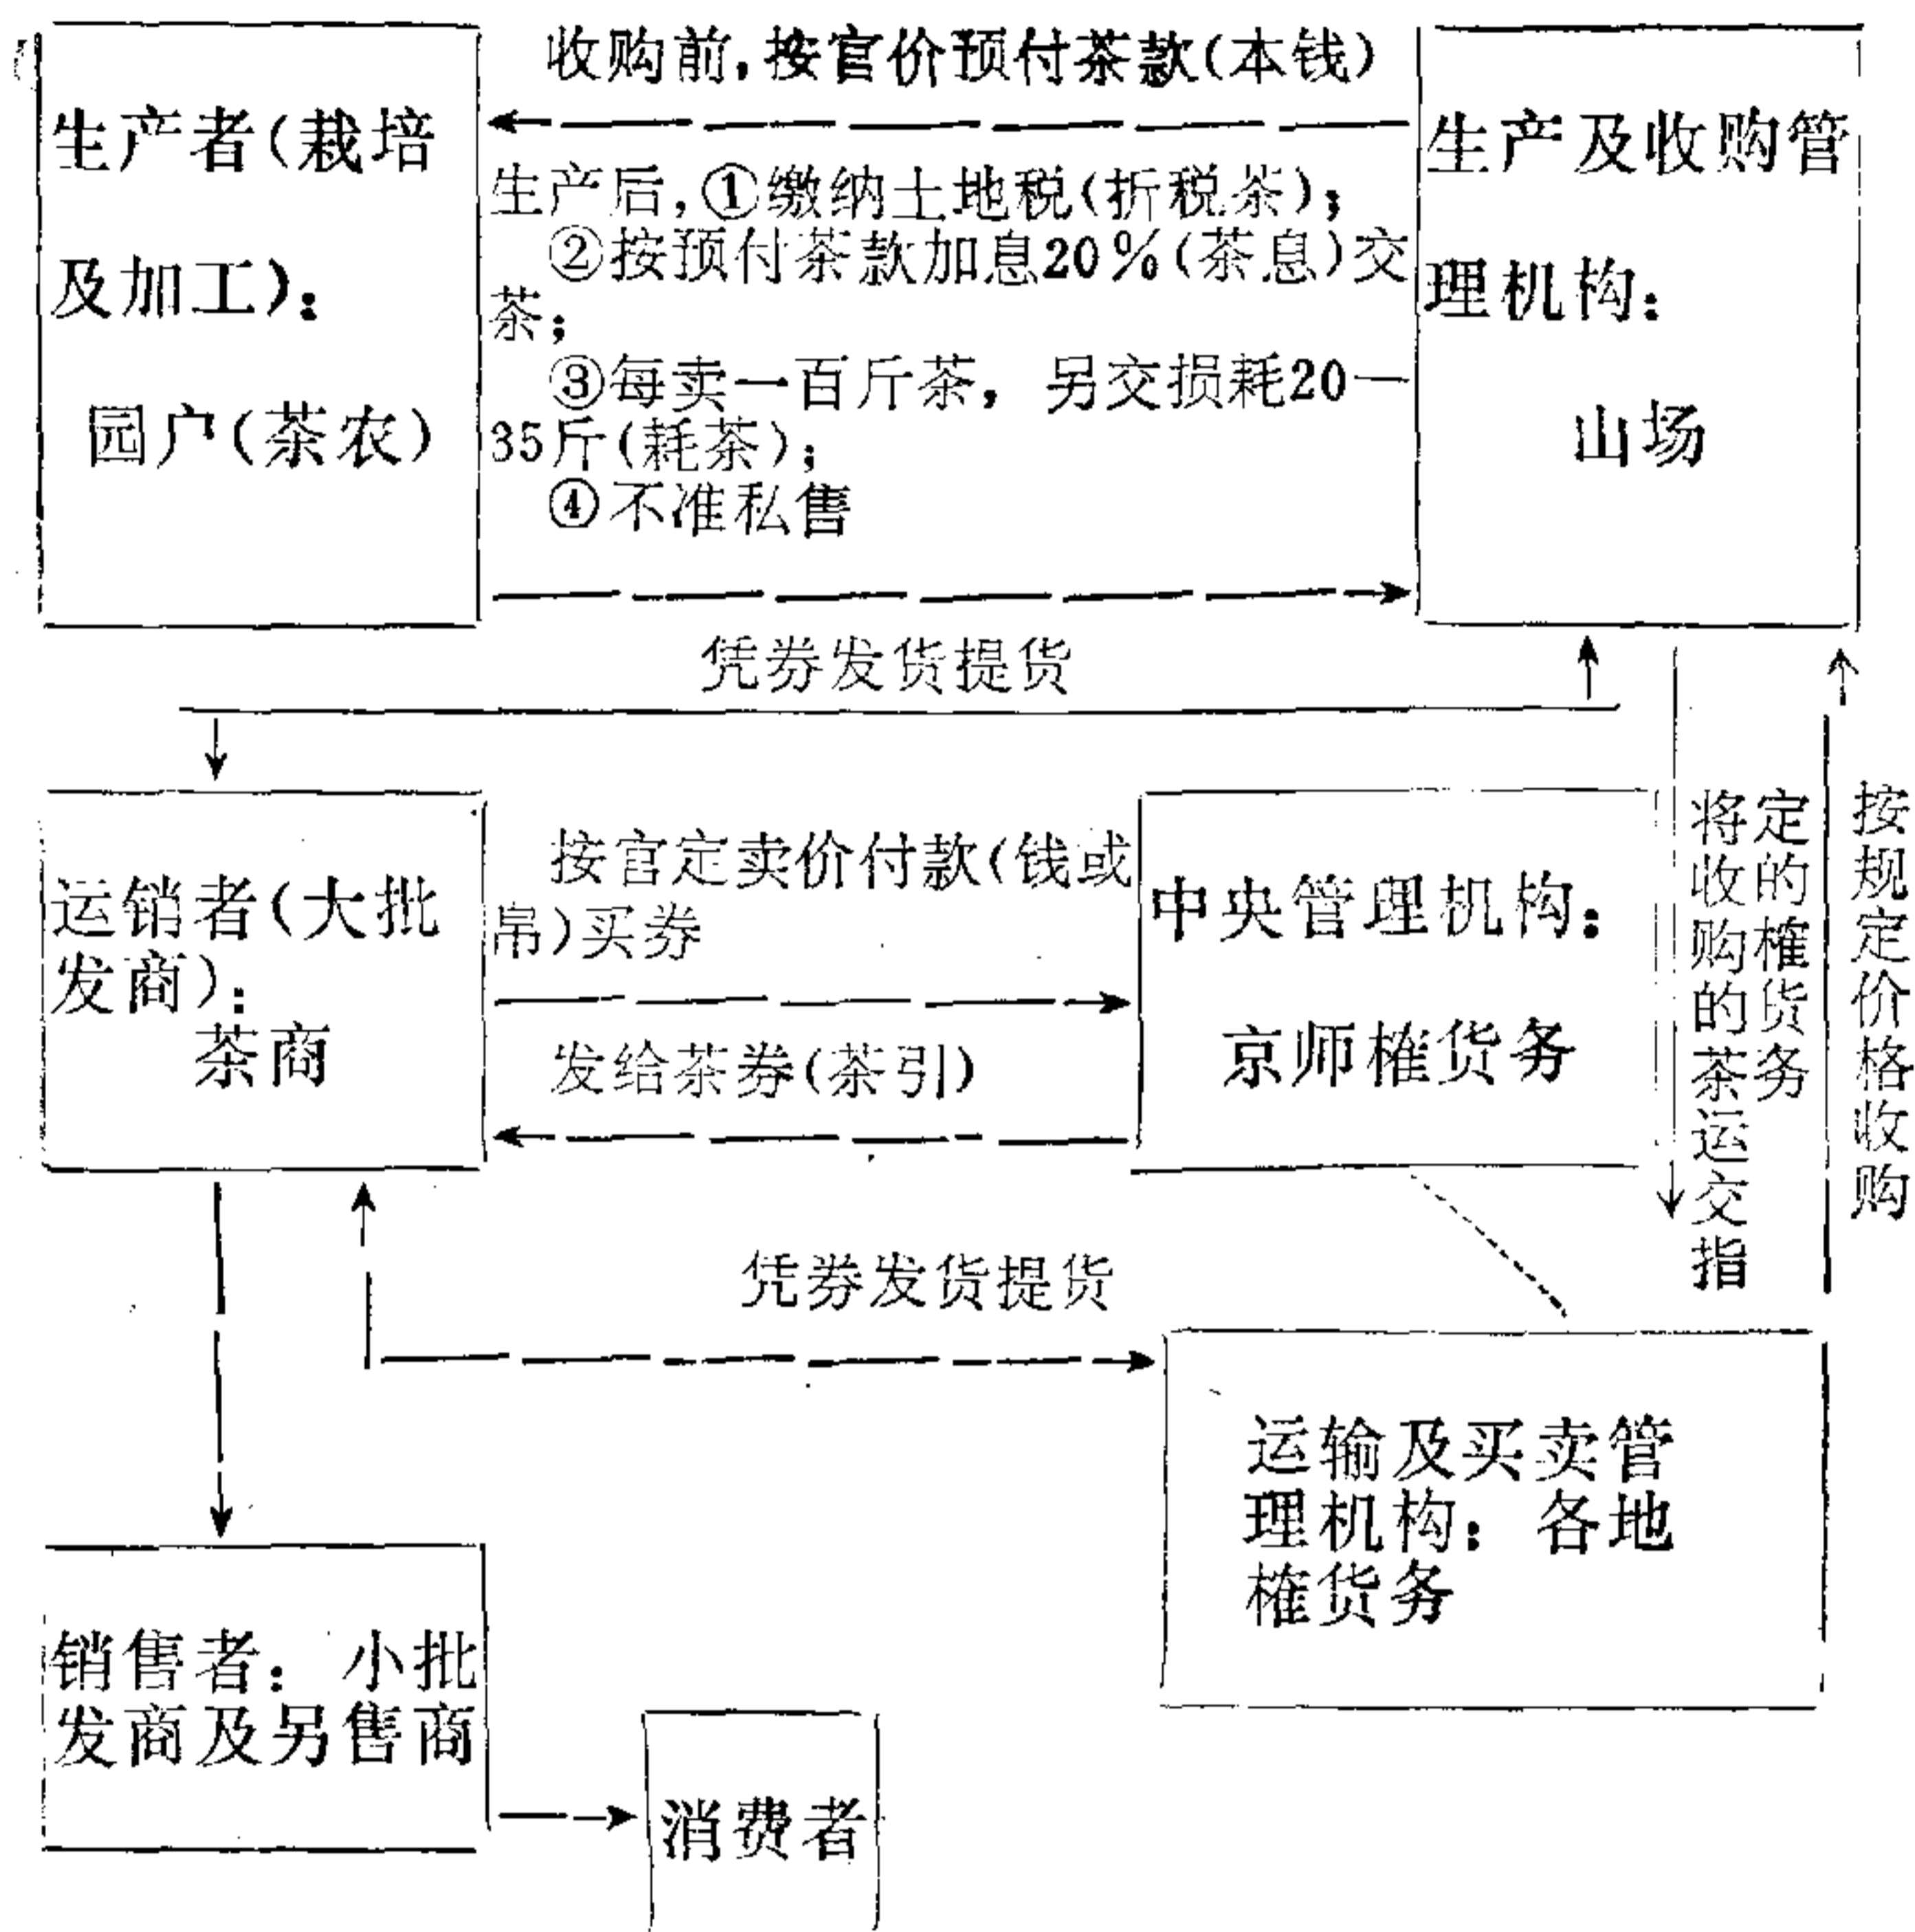 收购前,按官价预付茶款(本钱)
生产者(栽培
及加工):
园户(茶农)
生产后,①缴纳土地税(折税茶);
②按预付茶款加息20%(茶息)交
茶;
③每卖一百斤茶,另交损耗20—
35斤(耗茶);
④不准私售
生产及收购管
理机构:
山场
凭券发货提货
运销者(大批
发商):
茶商
按官定卖价付款(钱或
帛)买券
发给茶券(茶引)
中央管理机构:
京师榷货务
将收购的茶运交指
定的榷货务
按规定价格收购
凭券发货提货
运输及买卖管
理机构:各地
榷货务
销售者:小批
发商及另售商
消费者